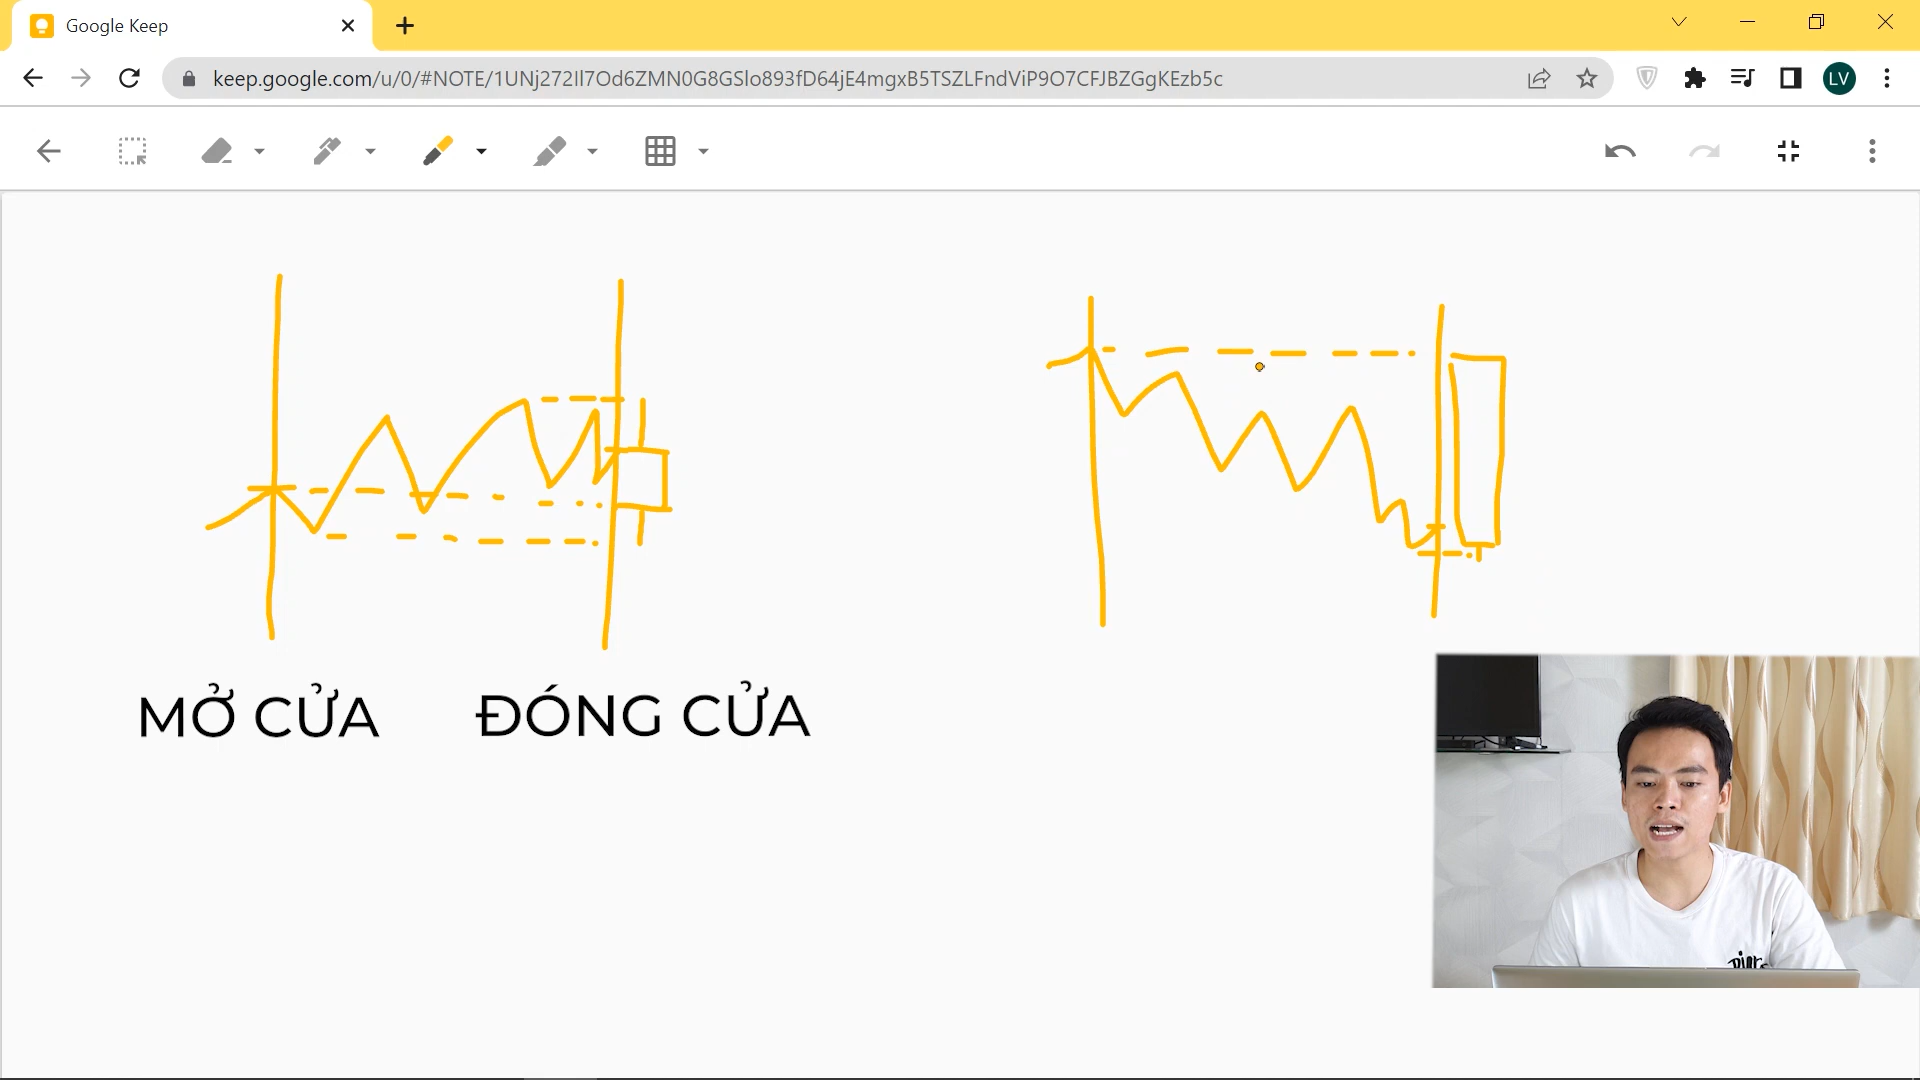 Google Keep
keep.google.com/u/0/#NOTE/1UNj272Il7Od6ZMN0G8GSlo893fD64jE4mgxB5TSZLFndViP9O7CFJBZGgKEzb5c
LV
MỞ CỬA
ĐÓNG CỬA